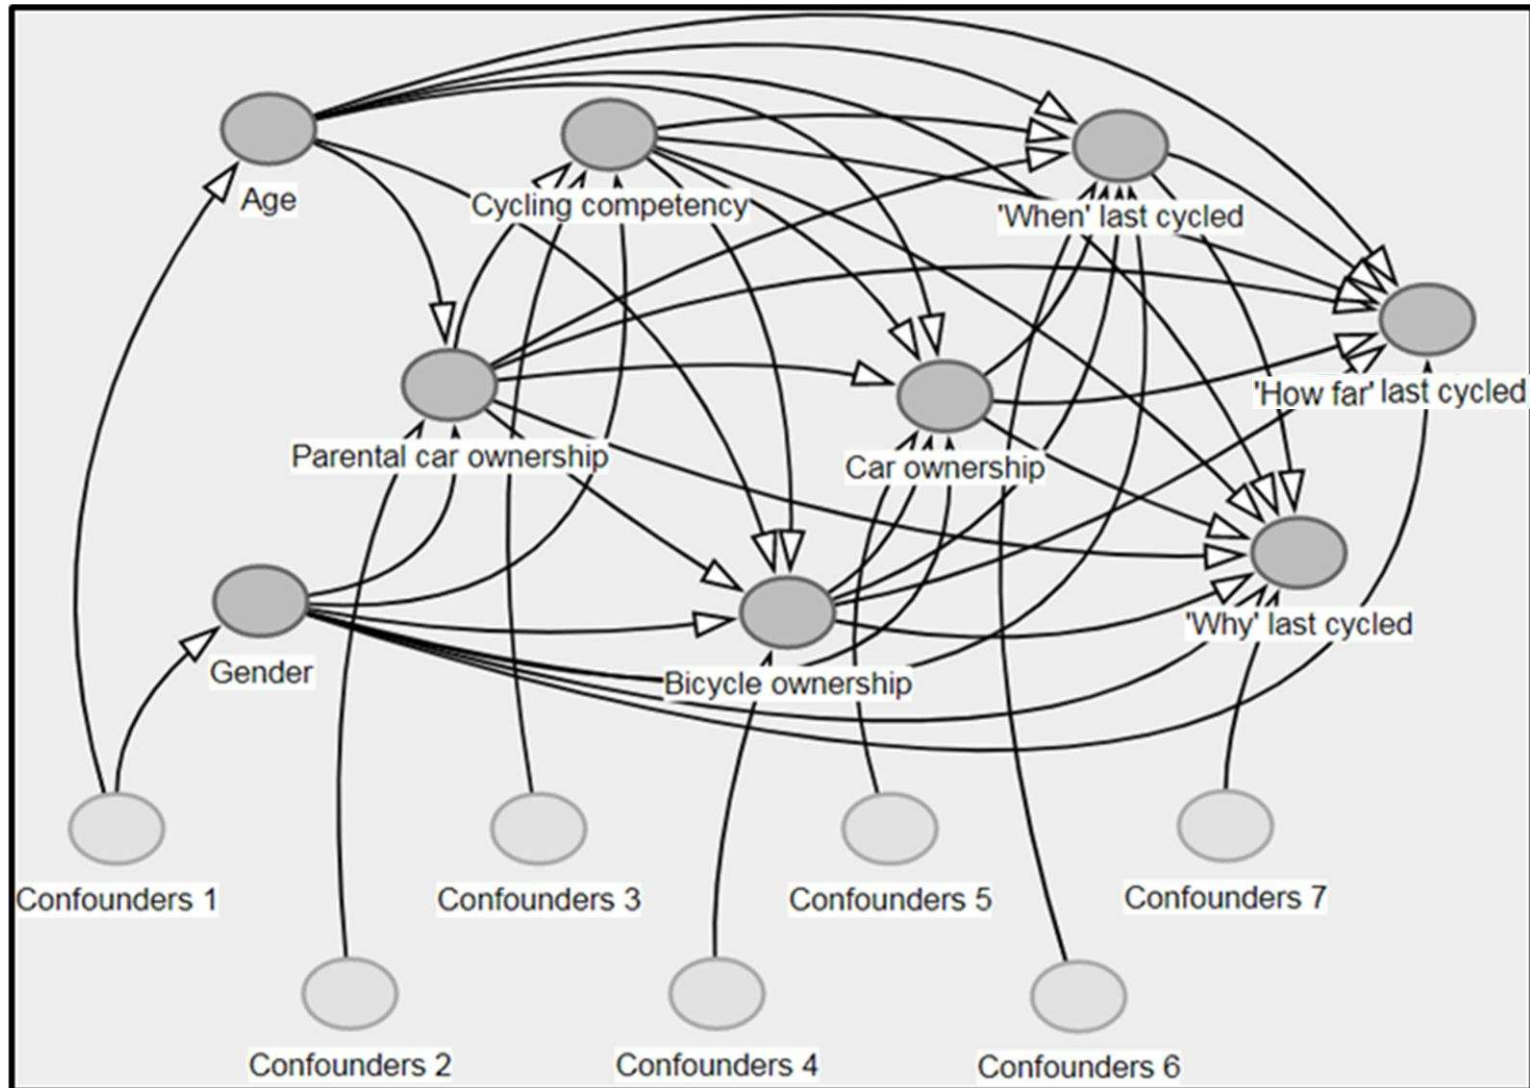 Age
Cycling competency
'When' last cycled
'How far' last cycled
Parental car ownership
Car ownership
'Why' last cycled
Gender
Bicycle ownership
Confounders 1
Confounders 3
Confounders 5
Confounders 7
Confounders 2
Confounders 4
Confounders 6